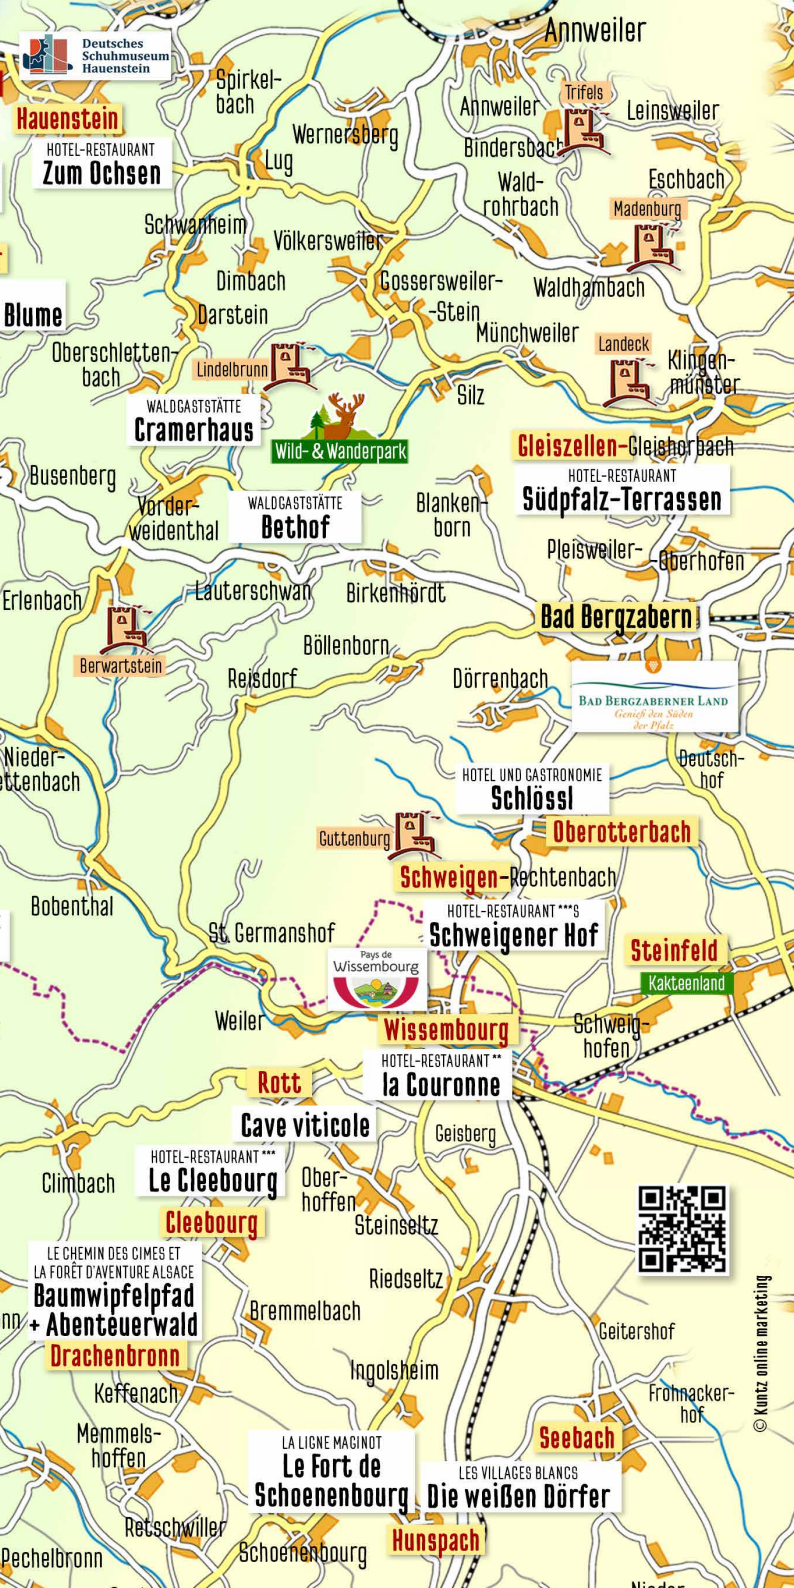 Annweiler
Deutsches
Schuhmuseum
Hauenstein
Spirkel-
bach
Trifels
Annweiler
Leinsweiler
Hauenstein
Wernersberg
Bindersbach
HOTEL-RESTAURANT
Zum Ochsen
Lug
Wald-
rohrbach
Eschbach
Madenburg
Schwanheim
Völkersweiler
Dimbach
Gossersweiler-
-Stein
Waldhambach
Blume
Darstein
Münchweiler
Landeck
Oberschletten-
bach
Lindelbrunn
Klingen-
münster
Silz
WALDGASTSTÄTTE
Cramerhaus
Wild- & Wanderpark
Gleiszellen-Gleishorbach
Busenberg
HOTEL-RESTAURANT
Südpfalz-Terrassen
Vorder-
weidenthal
WALDGASTSTÄTTE
Bethof
Blanken-
born
Pleisweiler-
-Oberhofen
Erlenbach
Lauterschwan
Birkenhördt
Bad Bergzabern
Berwartstein
Böllenborn
Reisdorf
Dörrenbach
BAD BERGZABERNER LAND
Genieß den Süden
der Pfalz
Nieder-
ettenbach
Deutsch-
hof
HOTEL UND GASTRONOMIE
Schlössl
Guttenburg
Oberotterbach
Schweigen-Rechtenbach
Bobenthal
HOTEL-RESTAURANT ***S
Schweigener Hof
St. Germanshof
Steinfeld
Pays de
Wissembourg
Kakteenland
Weiler
Wissembourg
Schweig-
hofen
HOTEL-RESTAURANT **
la Couronne
Rott
Cave viticole
Geisberg
HOTEL-RESTAURANT ***
Le Cleebourg
Climbach
Ober-
hoffen
Cleebourg
Steinseltz
LE CHEMIN DES CIMES ET
LA FORÊT D'AVENTURE ALSACE
Baumwipfelpfad
+ Abenteuerwald
Riedseltz
nn
Bremmelbach
Drachenbronn
Geitershof
© Kuntz online marketing
Ingolsheim
Keffenach
Frohnacker-
hof
Memmels-
hoffen
Seebach
LA LIGNE MAGINOT
Le Fort de
Schoenenbourg
LES VILLAGES BLANCS
Die weißen Dörfer
Retschwiller
Hunspach
Schoenenbourg
Pechelbronn